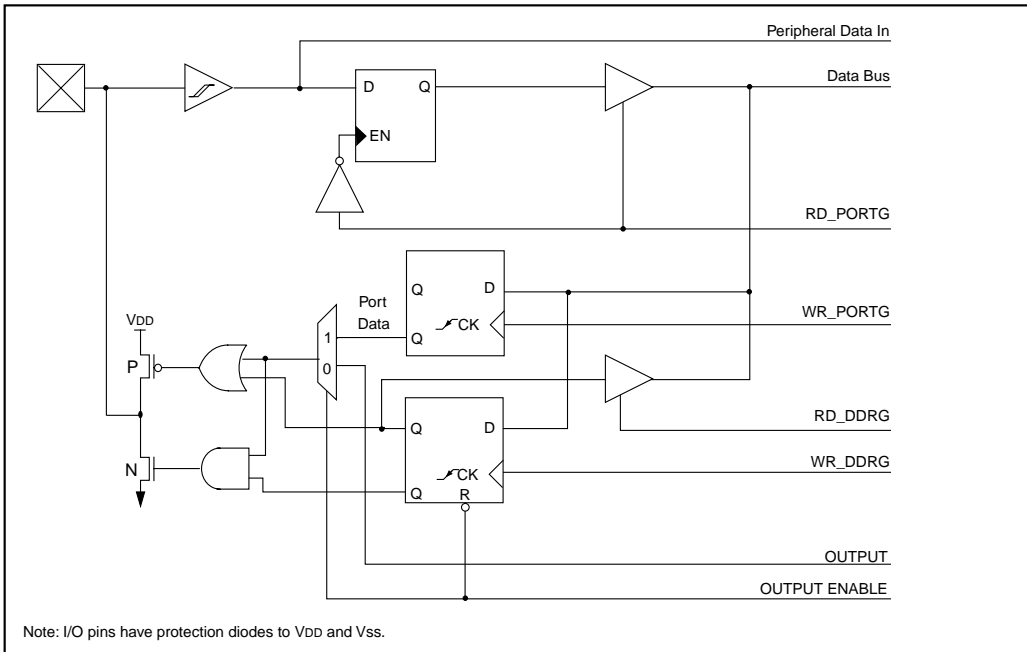 Peripheral Data In
Data Bus
D
Q
EN
RD_PORTG
Port
Data
Q
D
Q
CK
WR_PORTG
VDD
P
1
0
RD_DDRG
Q
D
N
CK
WR_DDRG
Q
R
OUTPUT
OUTPUT ENABLE
Note: I/O pins have protection diodes to VDD and Vss.